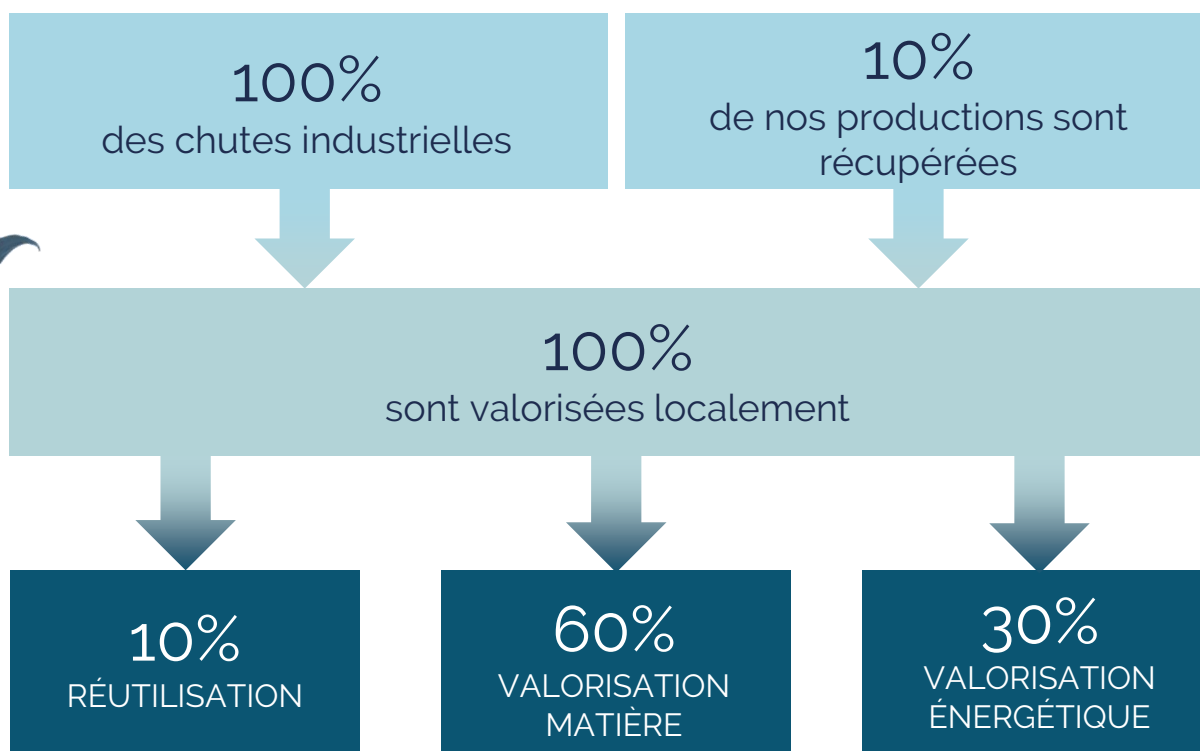 100%
des chutes industrielles
10%
de nos productions sont
récupérées
100%
sont valorisées localement
10%
RÉUTILISATION
60%
VALORISATION
MATIÈRE
30%
VALORISATION
ÉNERGÉTIQUE